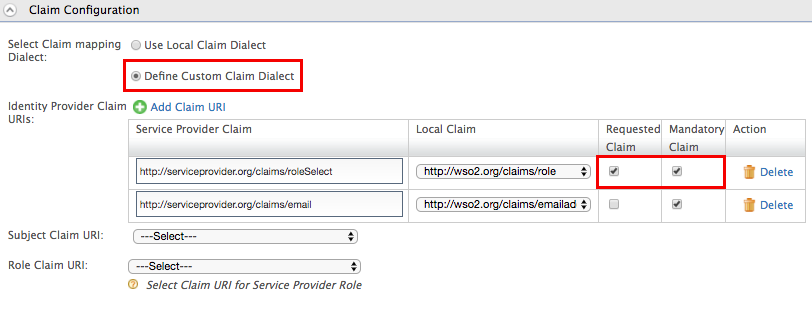 Claim Configuration
Select Claim mapping Dialect:
Use Local Claim Dialect
Define Custom Claim Dialect
Identity Provider Claim URIs:
Add Claim URI
Service Provider Claim Local Claim Requested Claim Mandatory Claim Action
http://serviceprovider.org/claims/roleSelect http://wso2.org/claims/role Delete
http://serviceprovider.org/claims/email http://wso2.org/claims/emailad Delete
Subject Claim URI: ---Select---
Role Claim URI: ---Select---
Select Claim URI for Service Provider Role